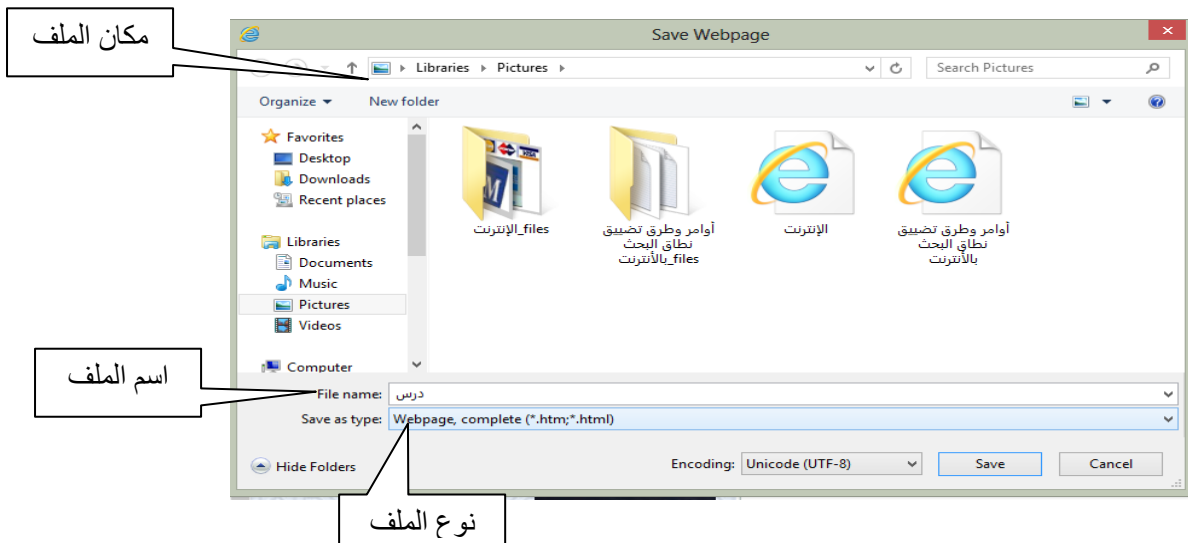 مكان الملف
Save Webpage
Libraries Pictures
Search Pictures
Organize New folder
Favorites
Desktop
Downloads
Recent places
Libraries
Documents
Music
Pictures
Videos
Computer
الإنترنت_files
أوامر وطرق تضييق
نطاق البحث
بالأنترنت_files
الإنترنت
أوامر وطرق تضييق
نطاق البحث
بالأنترنت
اسم الملف
File name: درس
Save as type: Webpage, complete (*.htm;*.html)
Hide Folders Encoding: Unicode (UTF-8) Save Cancel
نوع الملف